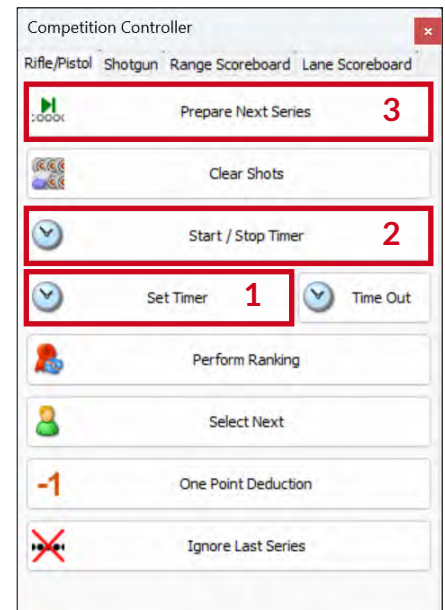 Competition Controller
Rifle/Pistol Shotgun Range Scoreboard Lane Scoreboard
Prepare Next Series 3
Clear Shots
Start / Stop Timer 2
Set Timer 1 Time Out
Perform Ranking
Select Next
-1 One Point Deduction
Ignore Last Series